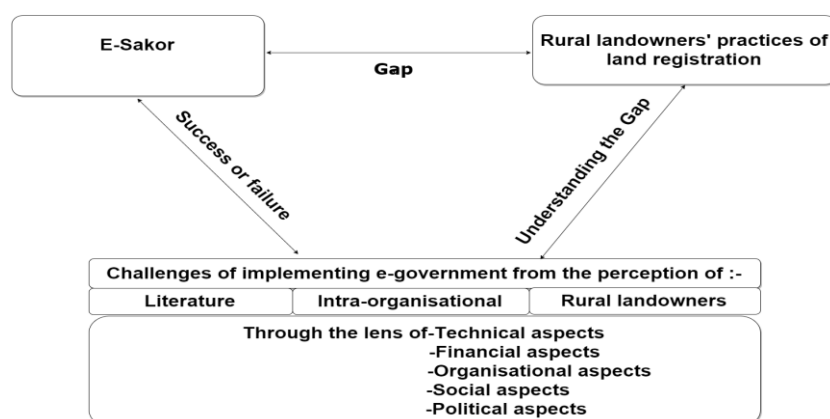 E-Sakor
Rural landowners' practices of
land registration
Gap
Success or failure
Understanding the Gap
Challenges of implementing e-government from the perception of :-
Literature
Intra-organisational
Rural landowners
Through the lens of-Technical aspects
-Financial aspects
-Organisational aspects
-Social aspects
-Political aspects